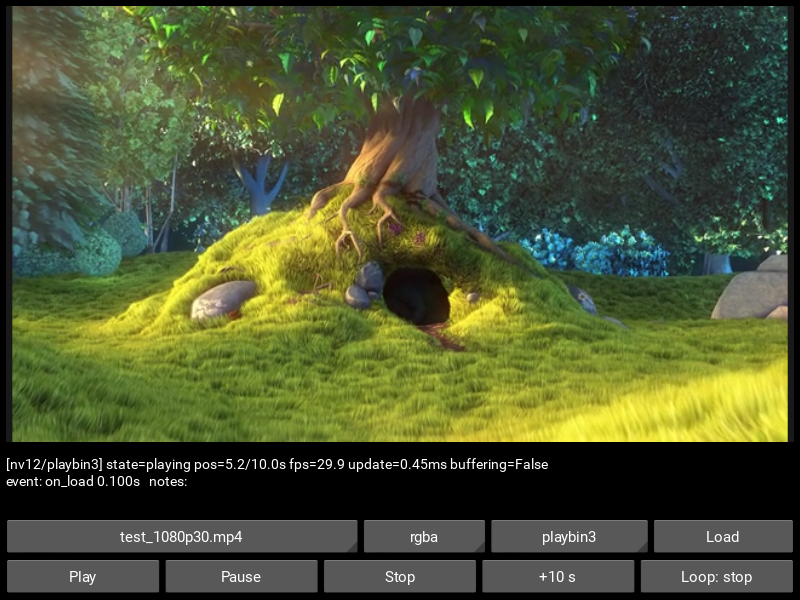 [nv12/playbin3] state=playing pos=5.2/10.0s fps=29.9 update=0.45ms buffering=False
event: on_load 0.100s notes:
test_1080p30.mp4 rgba playbin3 Load
Play Pause Stop +10 s Loop: stop